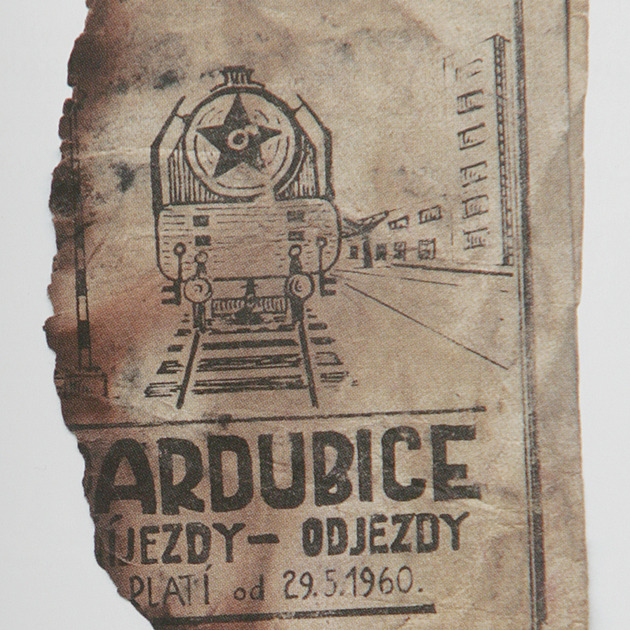 ARDUBICE
ÍJEZDY – ODJEZDY
PLATÍ od 29.5.1960.